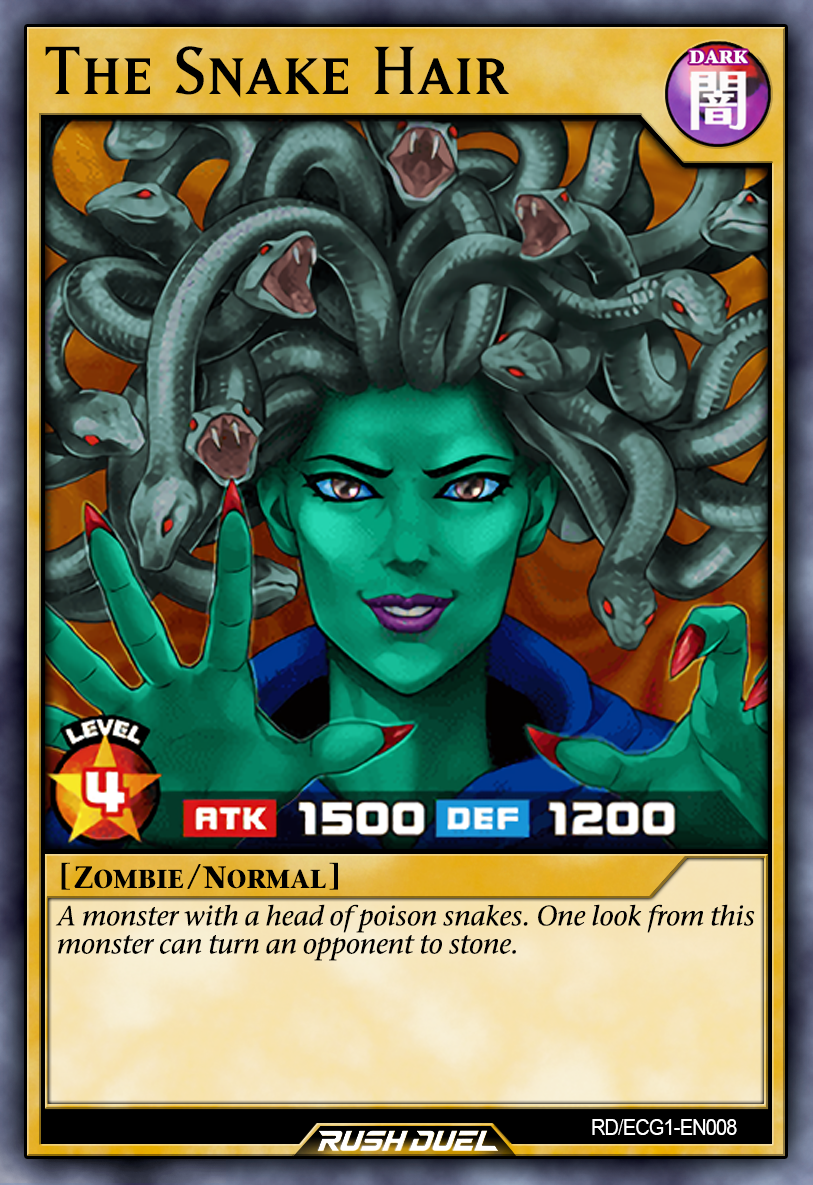 The Snake Hair
DARK
闇
LEVEL
4
ATK 1500 DEF 1200
[Zombie/Normal]
A monster with a head of poison snakes. One look from this
monster can turn an opponent to stone.
RD/ECG1-EN008
RUSH DUEL